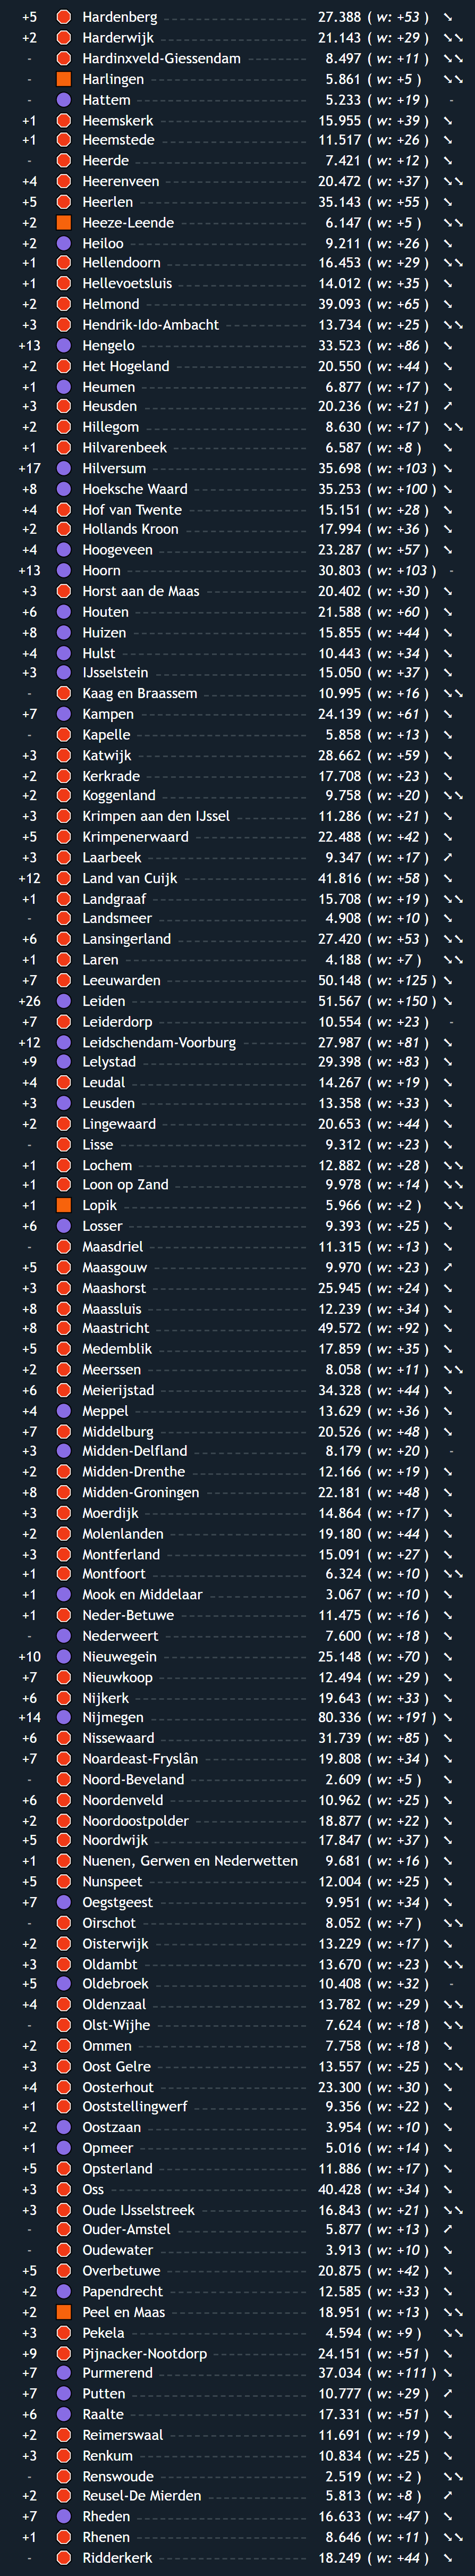 +5 Hardenberg 27.388 ( w: +53 ) ➘
+2 Harderwijk 21.143 ( w: +29 ) ➘➘
- Hardinxveld-Giessendam 8.497 ( w: +11 ) ➘➘
- Harlingen 5.861 ( w: +5 ) ➘➘
- Hattem 5.233 ( w: +19 ) -
+1 Heemskerk 15.955 ( w: +39 ) ➘
+1 Heemstede 11.517 ( w: +26 ) ➘
- Heerde 7.421 ( w: +12 ) ➘
+4 Heerenveen 20.472 ( w: +37 ) ➘➘
+5 Heerlen 35.143 ( w: +55 ) ➘
+2 Heeze-Leende 6.147 ( w: +5 ) ➘➘
+2 Heiloo 9.211 ( w: +26 ) ➘
+1 Hellendoorn 16.453 ( w: +29 ) ➘➘
+1 Hellevoetsluis 14.012 ( w: +35 ) ➘
+2 Helmond 39.093 ( w: +65 ) ➘
+3 Hendrik-Ido-Ambacht 13.734 ( w: +25 ) ➘➘
+13 Hengelo 33.523 ( w: +86 ) ➘
+2 Het Hogeland 20.550 ( w: +44 ) ➘
+1 Heumen 6.877 ( w: +17 ) ➘
+3 Heusden 20.236 ( w: +21 ) ➚
+2 Hillegom 8.630 ( w: +17 ) ➘➘
+1 Hilvarenbeek 6.587 ( w: +8 ) ➘
+17 Hilversum 35.698 ( w: +103 ) ➘
+8 Hoeksche Waard 35.253 ( w: +100 ) ➘
+4 Hof van Twente 15.151 ( w: +28 ) ➘
+2 Hollands Kroon 17.994 ( w: +36 ) ➘
+4 Hoogeveen 23.287 ( w: +57 ) ➘
+13 Hoorn 30.803 ( w: +103 ) -
+3 Horst aan de Maas 20.402 ( w: +30 ) ➘
+6 Houten 21.588 ( w: +60 ) ➘
+8 Huizen 15.855 ( w: +44 ) ➘
+4 Hulst 10.443 ( w: +34 ) ➘
+3 IJsselstein 15.050 ( w: +37 ) ➘
- Kaag en Braassem 10.995 ( w: +16 ) ➘➘
+7 Kampen 24.139 ( w: +61 ) ➘
- Kapelle 5.858 ( w: +13 ) ➘
+3 Katwijk 28.662 ( w: +59 ) ➘
+2 Kerkrade 17.708 ( w: +23 ) ➘
+2 Koggenland 9.758 ( w: +20 ) ➘➘
+3 Krimpen aan den IJssel 11.286 ( w: +21 ) ➘
+5 Krimpenerwaard 22.488 ( w: +42 ) ➘
+3 Laarbeek 9.347 ( w: +17 ) ➚
+12 Land van Cuijk 41.816 ( w: +58 ) ➘
+1 Landgraaf 15.708 ( w: +19 ) ➘➘
- Landsmeer 4.908 ( w: +10 ) ➘
+6 Lansingerland 27.420 ( w: +53 ) ➘➘
+1 Laren 4.188 ( w: +7 ) ➘➘
+7 Leeuwarden 50.148 ( w: +125 ) ➘
+26 Leiden 51.567 ( w: +150 ) ➘
+7 Leiderdorp 10.554 ( w: +23 ) -
+12 Leidschendam-Voorburg 27.987 ( w: +81 ) ➘
+9 Lelystad 29.398 ( w: +83 ) ➘
+4 Leudal 14.267 ( w: +19 ) ➘
+3 Leusden 13.358 ( w: +33 ) ➘
+2 Lingewaard 20.653 ( w: +44 ) ➘
- Lisse 9.312 ( w: +23 ) ➘
+1 Lochem 12.882 ( w: +28 ) ➘➘
+1 Loon op Zand 9.978 ( w: +14 ) ➘➘
+1 Lopik 5.966 ( w: +2 ) ➘➘
+6 Losser 9.393 ( w: +25 ) ➘
- Maasdriel 11.315 ( w: +13 ) ➘
+5 Maasgouw 9.970 ( w: +23 ) ➚
+3 Maashorst 25.945 ( w: +24 ) ➘
+8 Maassluis 12.239 ( w: +34 ) ➘
+8 Maastricht 49.572 ( w: +92 ) ➘
+5 Medemblik 17.859 ( w: +35 ) ➘
+2 Meerssen 8.058 ( w: +11 ) ➘➘
+6 Meierijstad 34.328 ( w: +44 ) ➘
+4 Meppel 13.629 ( w: +36 ) ➘
+7 Middelburg 20.526 ( w: +48 ) ➘
+3 Midden-Delfland 8.179 ( w: +20 ) -
+2 Midden-Drenthe 12.166 ( w: +19 ) ➘
+8 Midden-Groningen 22.181 ( w: +48 ) ➘
+3 Moerdijk 14.864 ( w: +17 ) ➘
+2 Molenlanden 19.180 ( w: +44 ) ➘
+3 Montferland 15.091 ( w: +27 ) ➘
+1 Montfoort 6.324 ( w: +10 ) ➘➘
+1 Mook en Middelaar 3.067 ( w: +10 ) ➘
+1 Neder-Betuwe 11.475 ( w: +16 ) ➘
- Nederweert 7.600 ( w: +18 ) ➘
+10 Nieuwegein 25.148 ( w: +70 ) ➘
+7 Nieuwkoop 12.494 ( w: +29 ) ➘
+6 Nijkerk 19.643 ( w: +33 ) ➘
+14 Nijmegen 80.336 ( w: +191 ) ➘
+6 Nissewaard 31.739 ( w: +85 ) ➘
+7 Noardeast-Fryslân 19.808 ( w: +34 ) ➘
- Noord-Beveland 2.609 ( w: +5 ) ➘
+6 Noordenveld 10.962 ( w: +25 ) ➘
+2 Noordoostpolder 18.877 ( w: +22 ) ➘
+5 Noordwijk 17.847 ( w: +37 ) ➘
+1 Nuenen, Gerwen en Nederwetten 9.681 ( w: +16 ) ➘
+5 Nunspeet 12.004 ( w: +25 ) ➘
+7 Oegstgeest 9.951 ( w: +34 ) ➘
- Oirschot 8.052 ( w: +7 ) ➘➘
+2 Oisterwijk 13.229 ( w: +17 ) ➘
+3 Oldambt 13.670 ( w: +23 ) ➘➘
+5 Oldebroek 10.408 ( w: +32 ) -
+4 Oldenzaal 13.782 ( w: +29 ) ➘➘
- Olst-Wijhe 7.624 ( w: +18 ) ➘➘
+2 Ommen 7.758 ( w: +18 ) ➘
+3 Oost Gelre 13.557 ( w: +25 ) ➘➘
+4 Oosterhout 23.300 ( w: +30 ) ➘
+1 Ooststellingwerf 9.356 ( w: +22 ) ➘
+2 Oostzaan 3.954 ( w: +10 ) ➘
+1 Opmeer 5.016 ( w: +14 ) ➘
+5 Opsterland 11.886 ( w: +17 ) ➘
+3 Oss 40.428 ( w: +34 ) ➘
+3 Oude IJsselstreek 16.843 ( w: +21 ) ➘➘
- Ouder-Amstel 5.877 ( w: +13 ) ➚
- Oudewater 3.913 ( w: +10 ) ➘
+5 Overbetuwe 20.875 ( w: +42 ) ➘
+2 Papendrecht 12.585 ( w: +33 ) ➘
+2 Peel en Maas 18.951 ( w: +13 ) ➘➘
+3 Pekela 4.594 ( w: +9 ) ➘➘
+9 Pijnacker-Nootdorp 24.151 ( w: +51 ) ➘
+7 Purmerend 37.034 ( w: +111 ) ➘
+7 Putten 10.777 ( w: +29 ) ➚
+6 Raalte 17.331 ( w: +51 ) ➘
+2 Reimerswaal 11.691 ( w: +19 ) ➘
+3 Renkum 10.834 ( w: +25 ) ➘
- Renswoude 2.519 ( w: +2 ) ➘➘
+2 Reusel-De Mierden 5.813 ( w: +8 ) ➚
+7 Rheden 16.633 ( w: +47 ) ➘
+1 Rhenen 8.646 ( w: +11 ) ➘➘
- Ridderkerk 18.249 ( w: +44 ) ➘